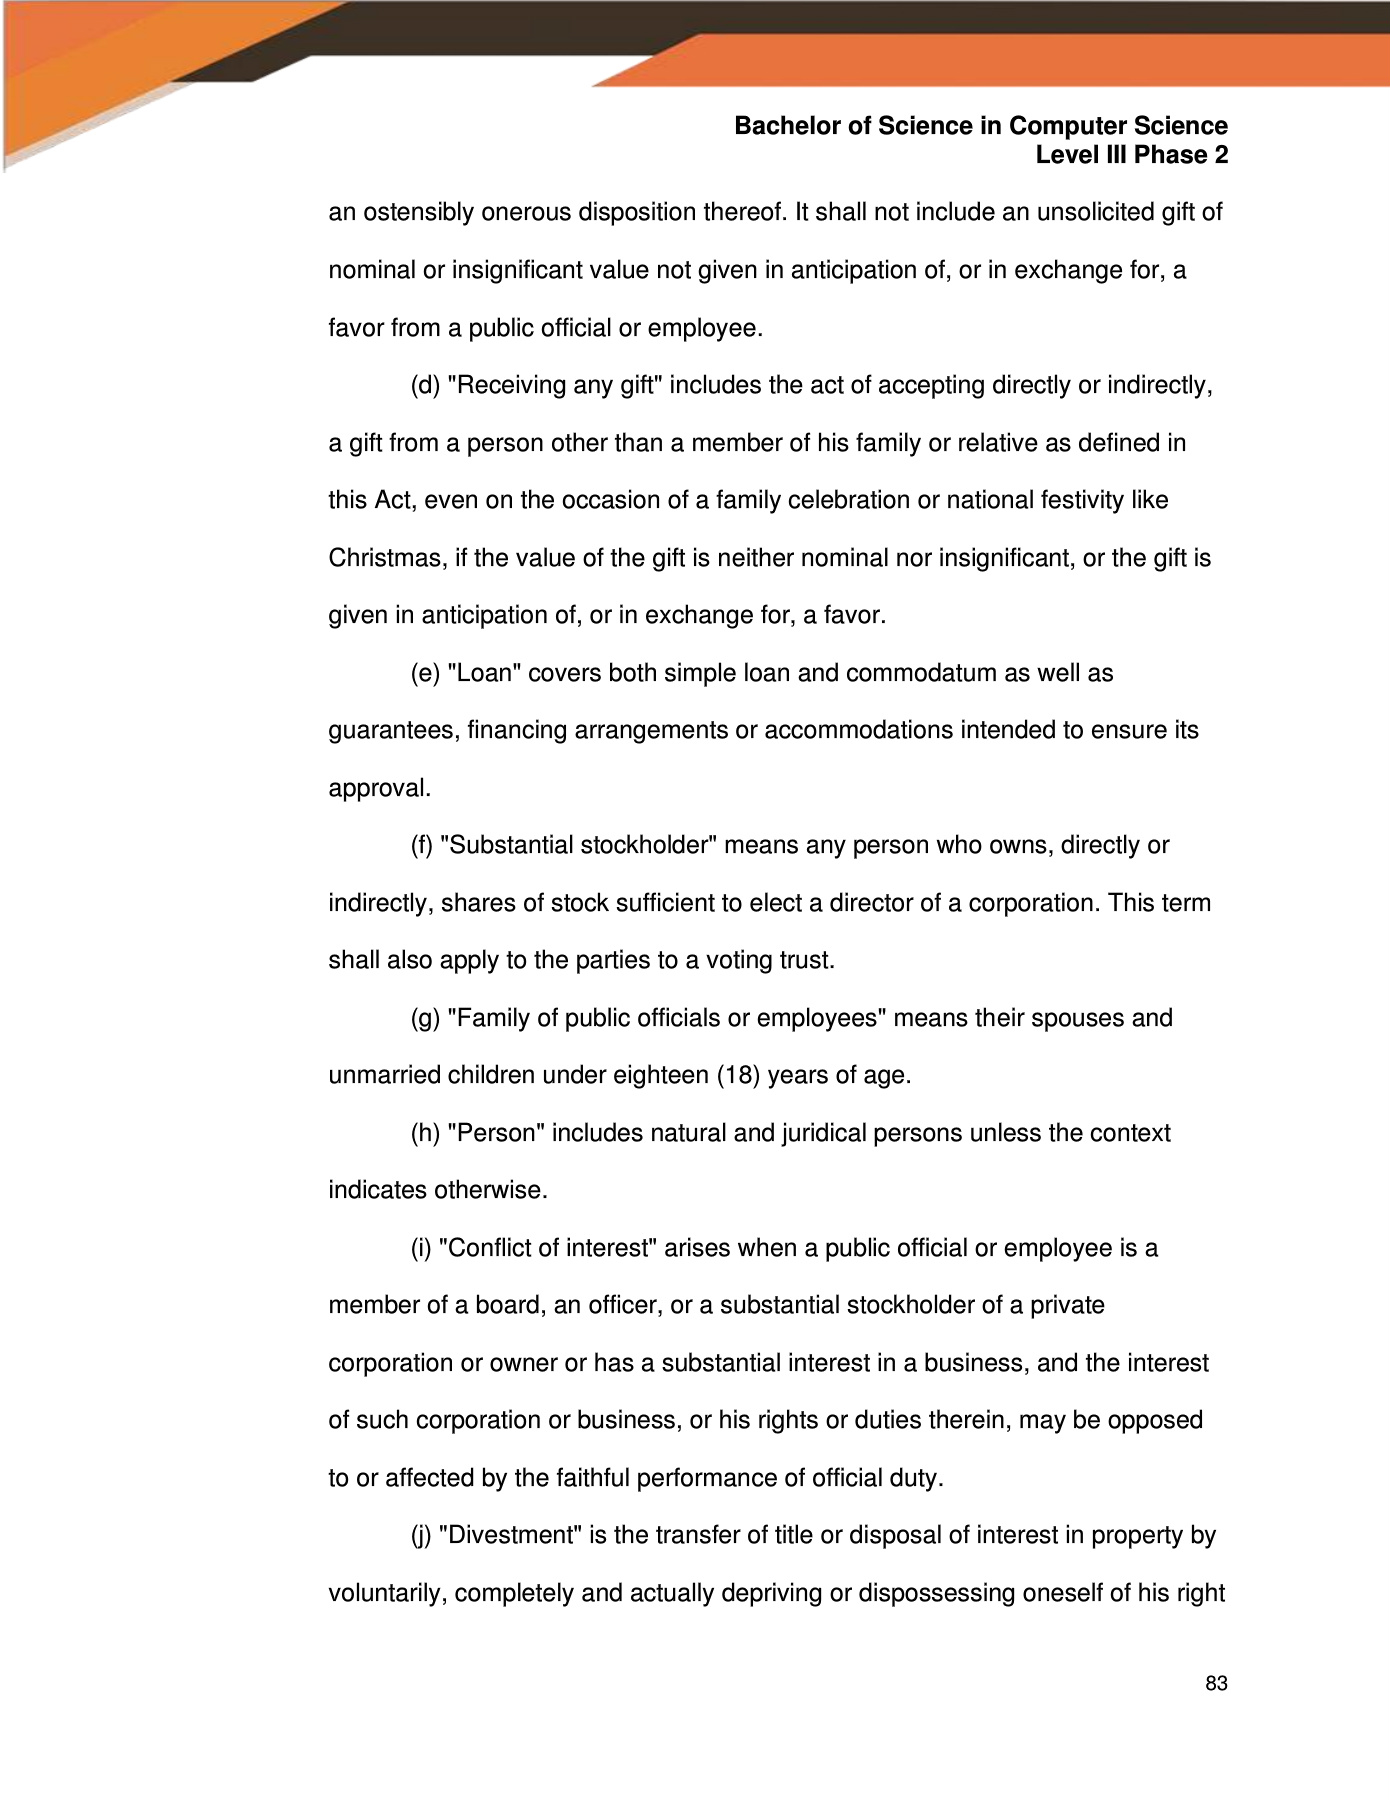 Bachelor of Science in Computer Science
Level III Phase 2
an ostensibly onerous disposition thereof. It shall not include an unsolicited gift of
nominal or insignificant value not given in anticipation of, or in exchange for, a
favor from a public official or employee.
(d) "Receiving any gift" includes the act of accepting directly or indirectly,
a gift from a person other than a member of his family or relative as defined in
this Act, even on the occasion of a family celebration or national festivity like
Christmas, if the value of the gift is neither nominal nor insignificant, or the gift is
given in anticipation of, or in exchange for, a favor.
(e) "Loan" covers both simple loan and commodatum as well as
guarantees, financing arrangements or accommodations intended to ensure its
approval.
(f) "Substantial stockholder" means any person who owns, directly or
indirectly, shares of stock sufficient to elect a director of a corporation. This term
shall also apply to the parties to a voting trust.
(g) "Family of public officials or employees" means their spouses and
unmarried children under eighteen (18) years of age.
(h) "Person" includes natural and juridical persons unless the context
indicates otherwise.
(i) "Conflict of interest" arises when a public official or employee is a
member of a board, an officer, or a substantial stockholder of a private
corporation or owner or has a substantial interest in a business, and the interest
of such corporation or business, or his rights or duties therein, may be opposed
to or affected by the faithful performance of official duty.
(j) "Divestment" is the transfer of title or disposal of interest in property by
voluntarily, completely and actually depriving or dispossessing oneself of his right
83